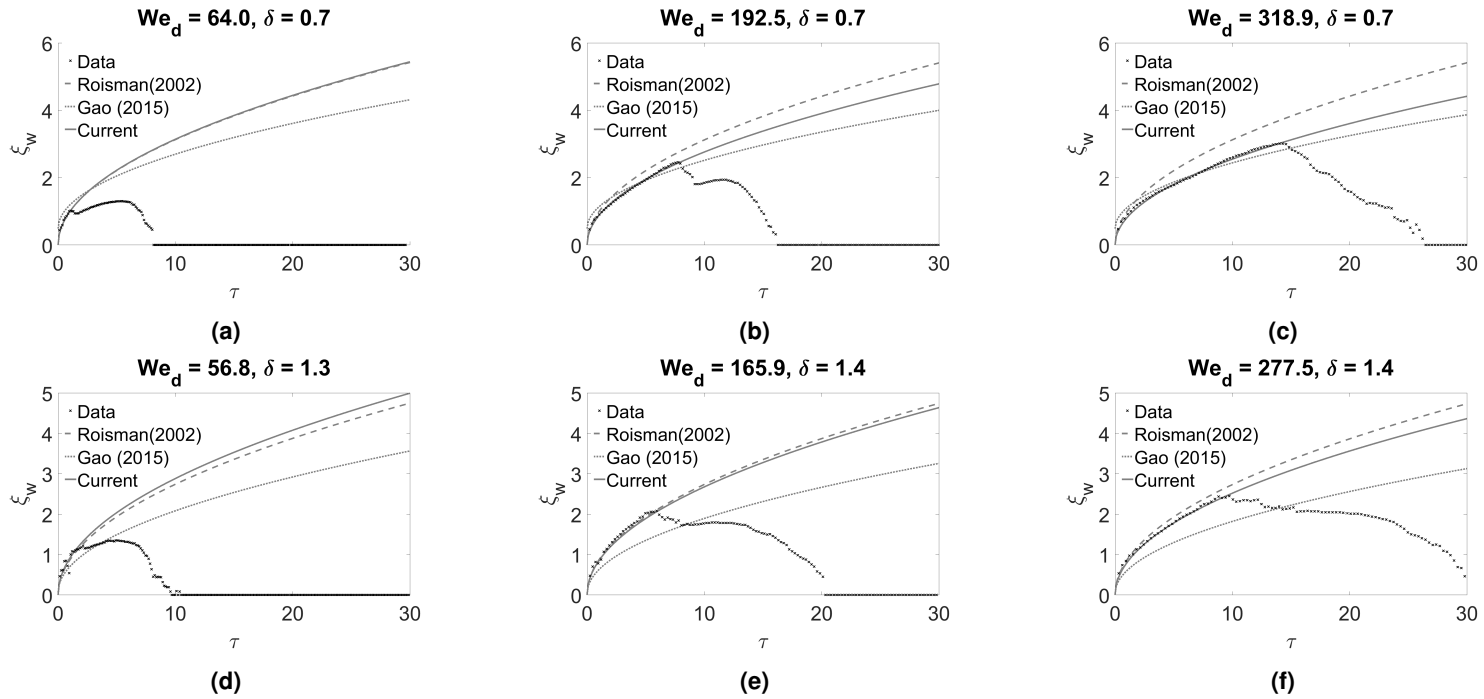 We_d = 64.0, δ = 0.7
6
4
2
0
ξ_w
Data
Roisman(2002)
Gao (2015)
Current
0 10 20 30
τ
(a)
We_d = 192.5, δ = 0.7
6
4
2
0
ξ_w
Data
Roisman(2002)
Gao (2015)
Current
0 10 20 30
τ
(b)
We_d = 318.9, δ = 0.7
6
4
2
0
ξ_w
Data
Roisman(2002)
Gao (2015)
Current
0 10 20 30
τ
(c)
We_d = 56.8, δ = 1.3
5
4
3
2
1
0
ξ_w
Data
Roisman(2002)
Gao (2015)
Current
0 10 20 30
τ
(d)
We_d = 165.9, δ = 1.4
5
4
3
2
1
0
ξ_w
Data
Roisman(2002)
Gao (2015)
Current
0 10 20 30
τ
(e)
We_d = 277.5, δ = 1.4
5
4
3
2
1
0
ξ_w
Data
Roisman(2002)
Gao (2015)
Current
0 10 20 30
τ
(f)